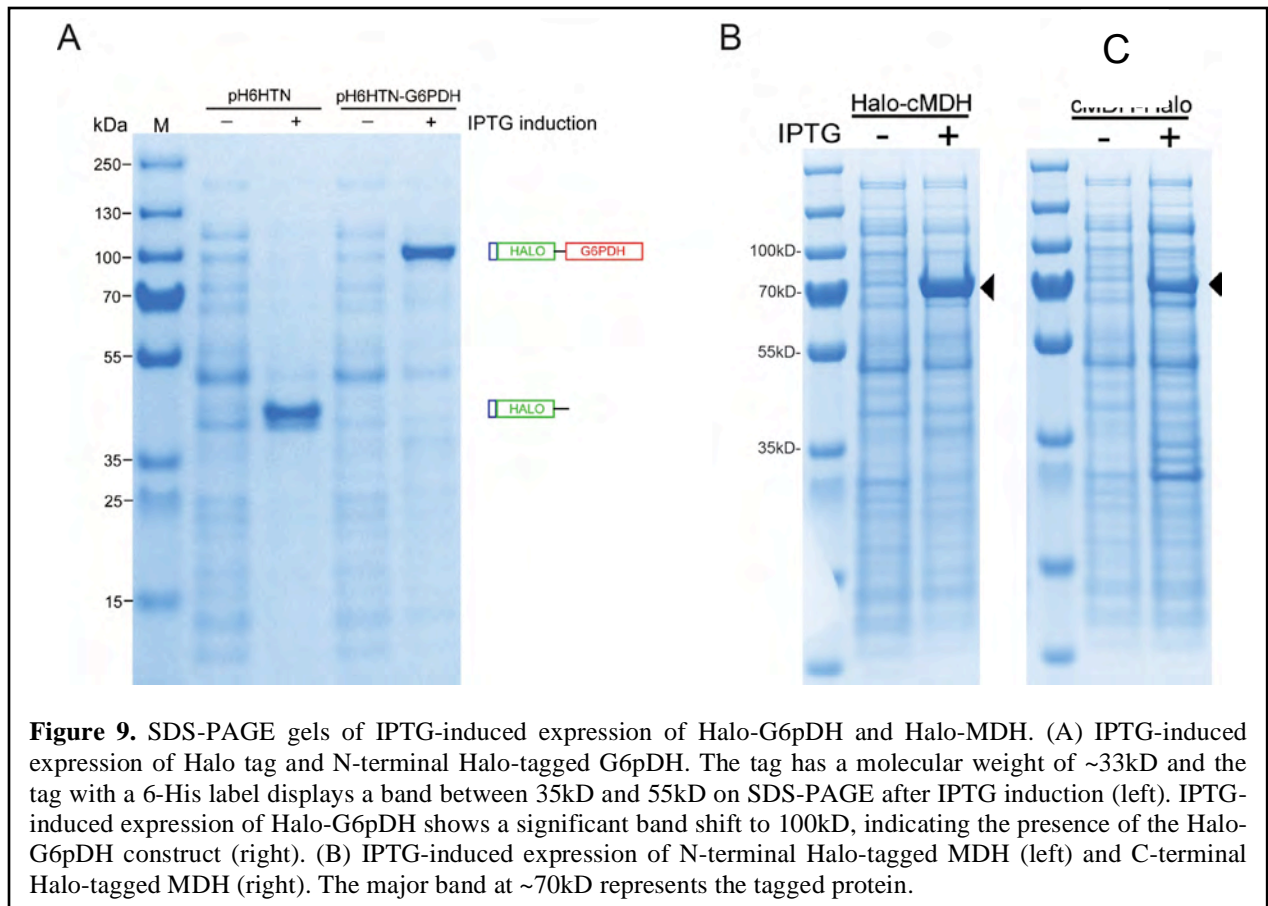 A
B
C
pH6HTN
pH6HTN-G6PDH
kDa
M
–
+
–
+
IPTG induction
250
130
100
70
55
35
25
15
HALO
G6PDH
HALO
Halo-cMDH
IPTG
-
+
100kD-
70kD-
55kD-
35kD-
cMDH-Halo
-
+
Figure 9. SDS-PAGE gels of IPTG-induced expression of Halo-G6pDH and Halo-MDH. (A) IPTG-induced
expression of Halo tag and N-terminal Halo-tagged G6pDH. The tag has a molecular weight of ~33kD and the
tag with a 6-His label displays a band between 35kD and 55kD on SDS-PAGE after IPTG induction (left). IPTG-
induced expression of Halo-G6pDH shows a significant band shift to 100kD, indicating the presence of the Halo-
G6pDH construct (right). (B) IPTG-induced expression of N-terminal Halo-tagged MDH (left) and C-terminal
Halo-tagged MDH (right). The major band at ~70kD represents the tagged protein.